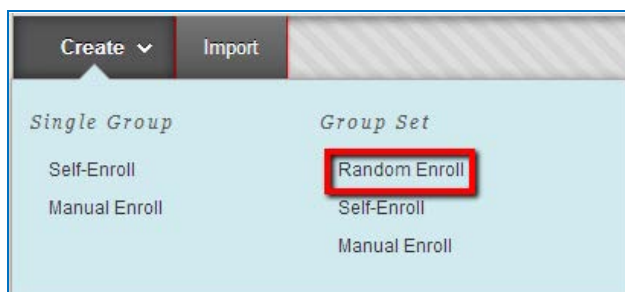 Create Import
Single Group
Self-Enroll
Manual Enroll
Group Set
Random Enroll
Self-Enroll
Manual Enroll